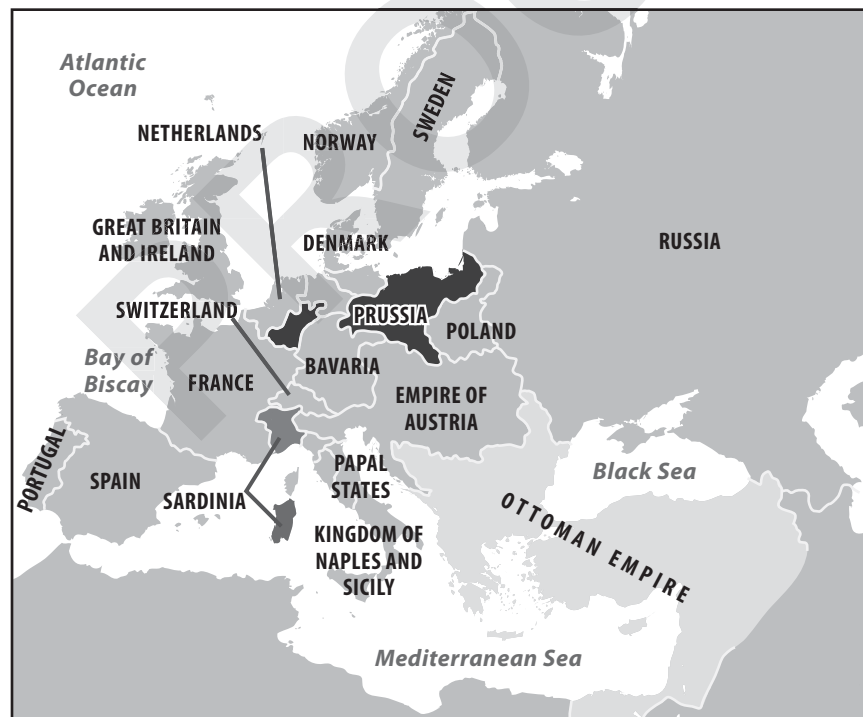 Atlantic
Ocean
NETHERLANDS
NORWAY
SWEDEN
GREAT BRITAIN
AND IRELAND
DENMARK
RUSSIA
SWITZERLAND
PRUSSIA
POLAND
Bay of
Biscay
FRANCE
BAVARIA
EMPIRE OF
AUSTRIA
PORTUGAL
SPAIN
SARDINIA
PAPAL
STATES
Black Sea
OTTOMAN EMPIRE
KINGDOM OF
NAPLES AND
SICILY
Mediterranean Sea